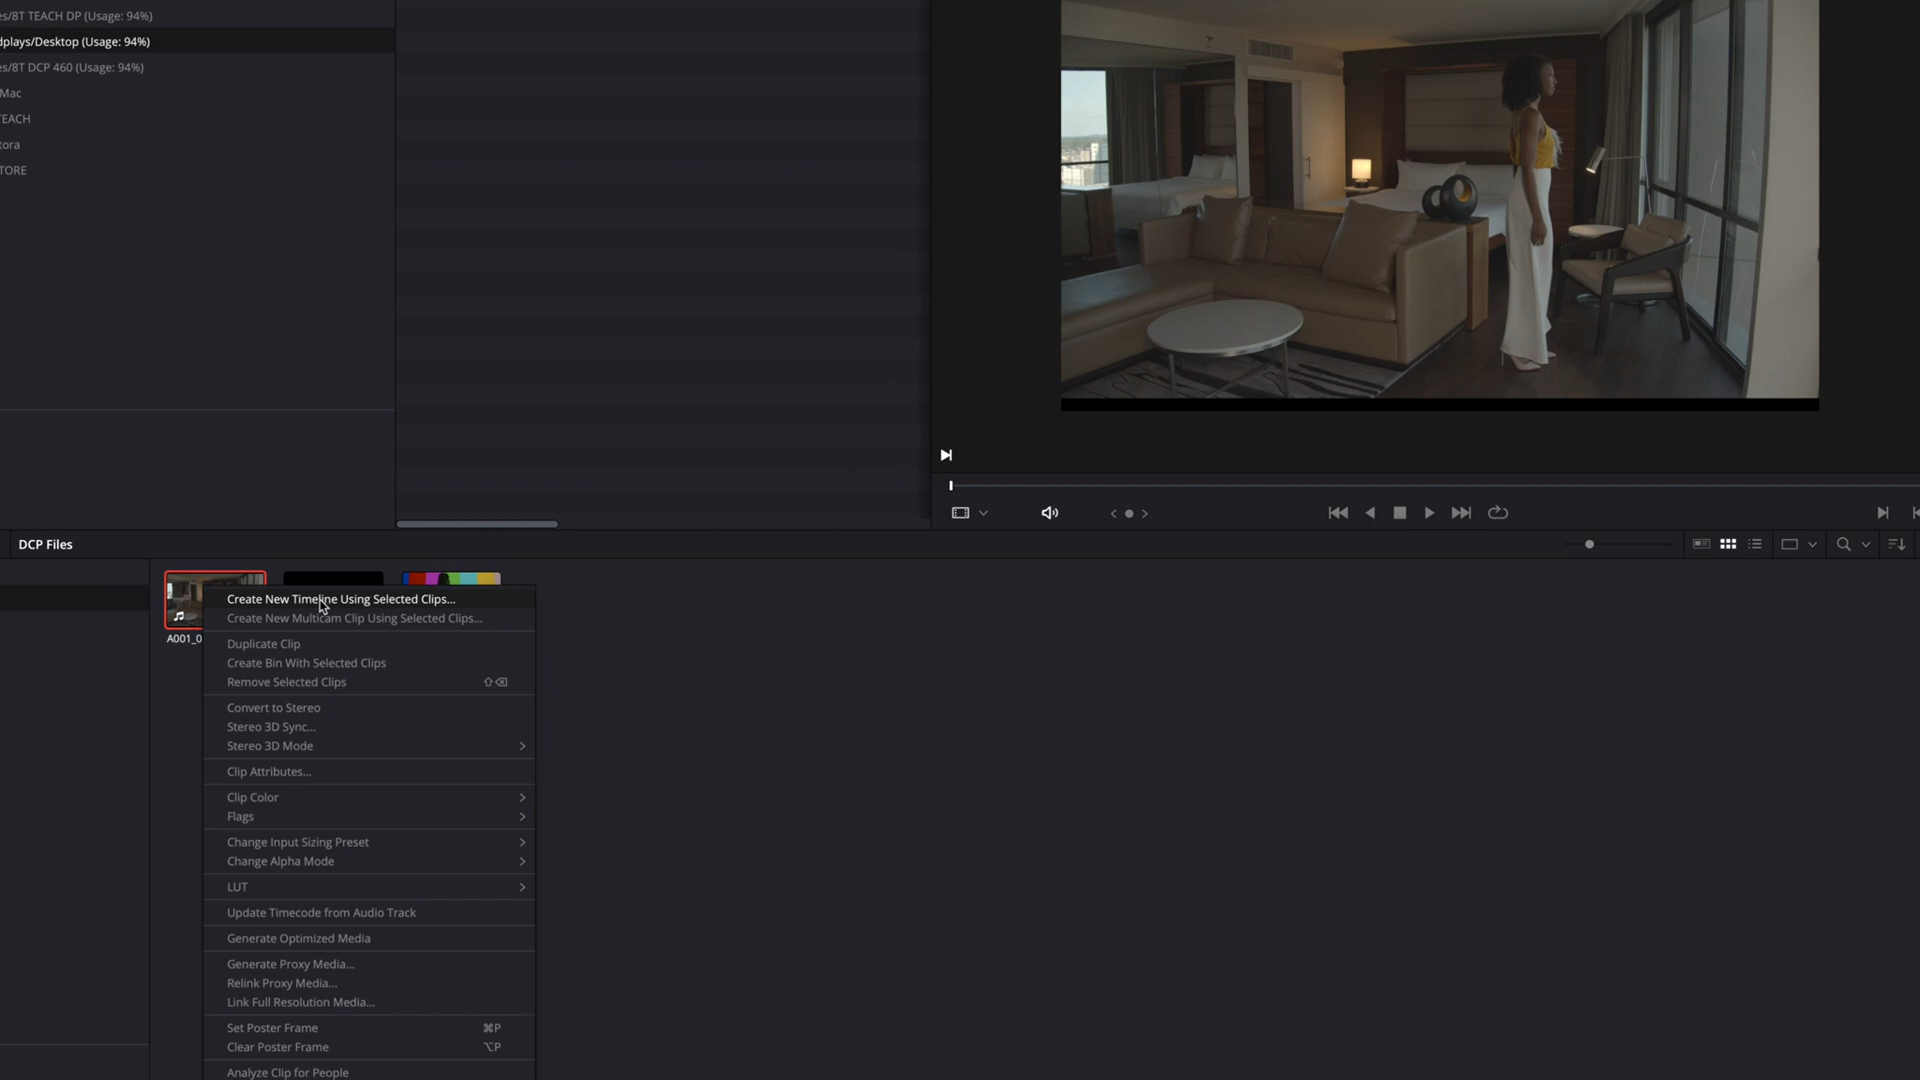 es/8T TEACH DP (Usage: 94%)
dplays/Desktop (Usage: 94%)
es/8T DCP 460 (Usage: 94%)
Mac
TEACH
tora
TORE
DCP Files
A001_0
Create New Timeline Using Selected Clips...
Create New Multicam Clip Using Selected Clips...
Duplicate Clip
Create Bin With Selected Clips
Remove Selected Clips ⇧⌫
Convert to Stereo
Stereo 3D Sync...
Stereo 3D Mode
Clip Attributes...
Clip Color
Flags
Change Input Sizing Preset
Change Alpha Mode
LUT
Update Timecode from Audio Track
Generate Optimized Media
Generate Proxy Media...
Relink Proxy Media...
Link Full Resolution Media...
Set Poster Frame ⌘P
Clear Poster Frame ⌥P
Analyze Clip for People